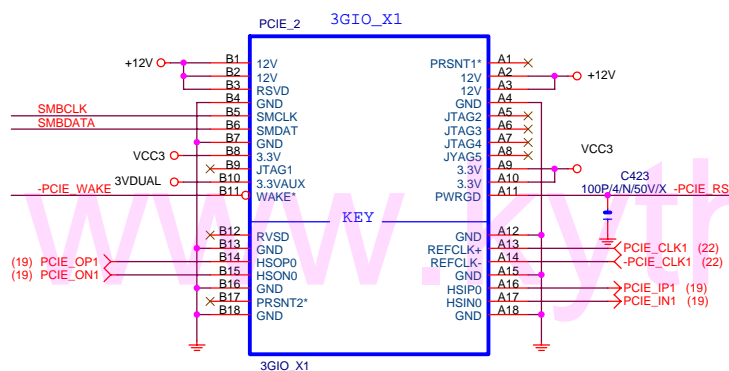 PCIE_2 3GIO_X1
+12V B1 12V PRSNT1* A1
B2 12V 12V A2 +12V
B3 RSVD 12V A3
B4 GND GND A4
SMBCLK B5 SMCLK JTAG2 A5
SMBDATA B6 SMDAT JTAG3 A6
B7 GND JTAG4 A7
VCC3 B8 3.3V JYAG5 A8
B9 JTAG1 3.3V A9 VCC3
3VDUAL B10 3.3VAUX 3.3V A10 C423
-PCIE_WAKE B11 WAKE* PWRGD A11 100P/4/N/50V/X -PCIE_RS
KEY
B12 RVSD GND A12
B13 GND REFCLK+ A13 PCIE_CLK1 (22)
(19) PCIE_OP1 B14 HSOP0 REFCLK- A14 -PCIE_CLK1 (22)
(19) PCIE_ON1 B15 HSON0 GND A15
B16 GND HSIP0 A16 PCIE_IP1 (19)
B17 PRSNT2* HSIN0 A17 PCIE_IN1 (19)
B18 GND GND A18
3GIO_X1
www.kyth